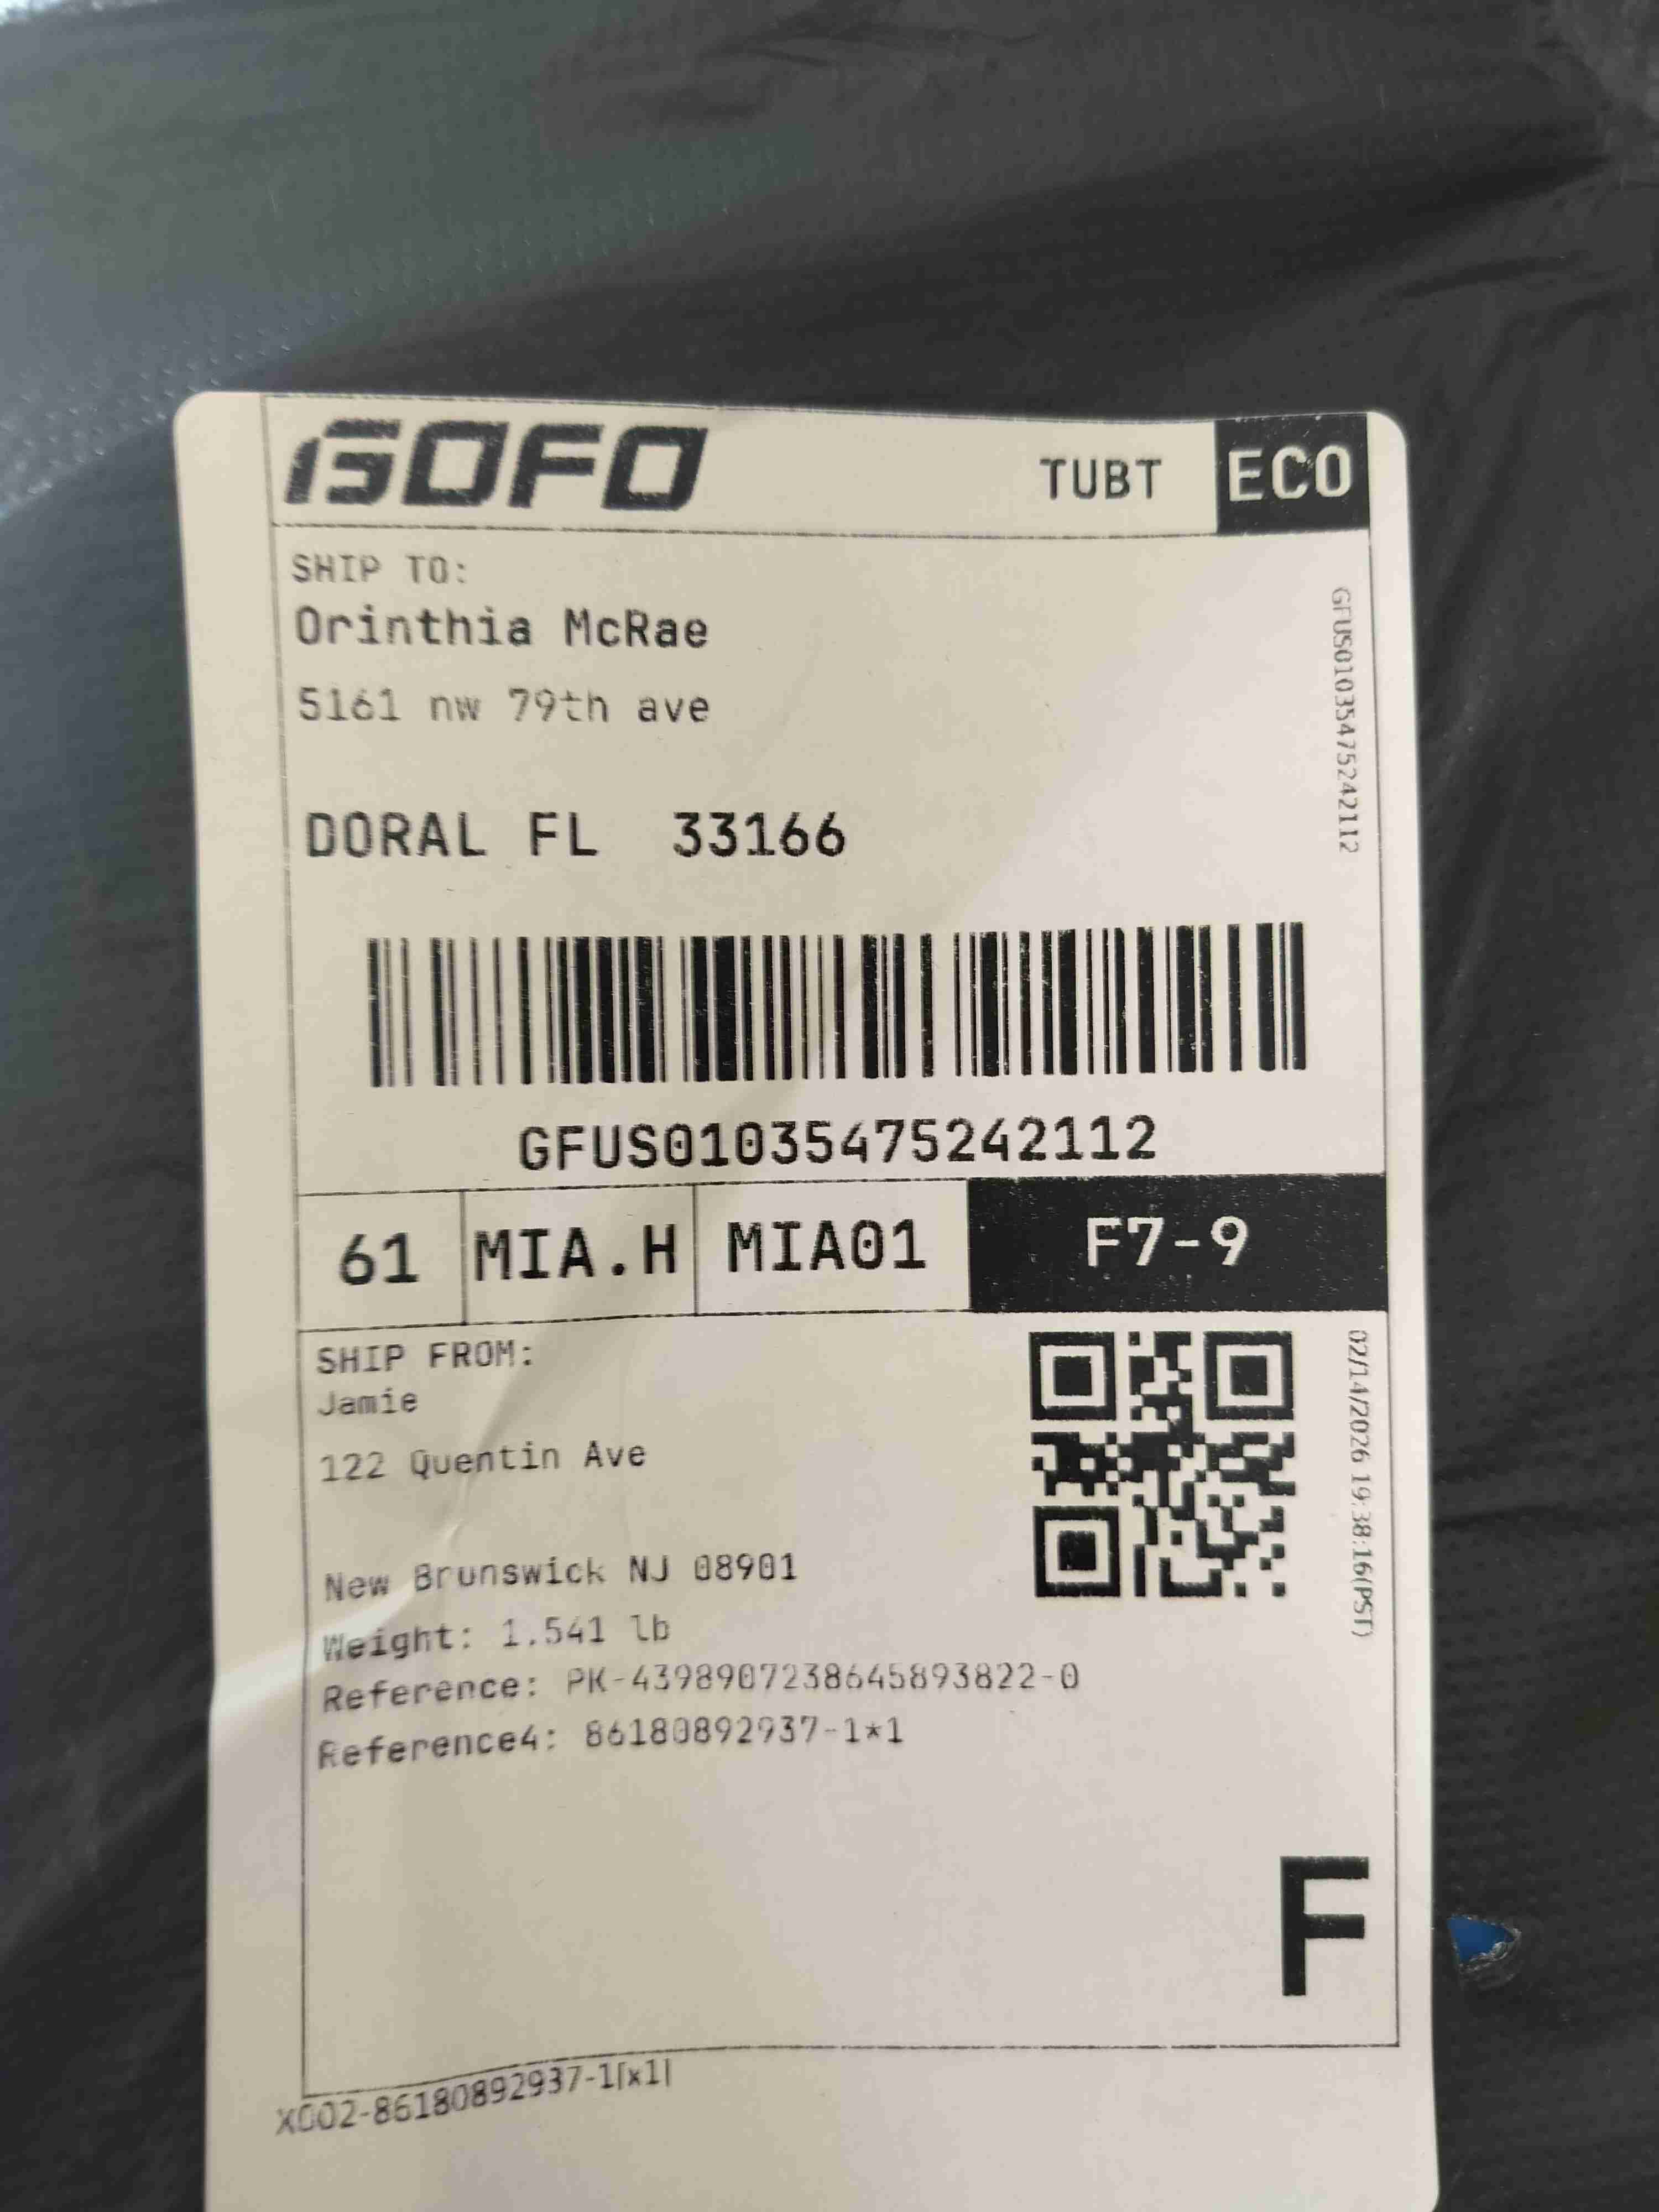 GOFO
TUBT ECO
SHIP TO:
Orinthia McRae
5161 nw 79th ave
DORAL FL 33166
GFUS01035475242112
GFUS01035475242112
61 MIA.H MIA01 F7-9
SHIP FROM:
Jamie
122 Quentin Ave
New Brunswick NJ 08901
Weight: 1.541 lb
Reference: PK-4398907238645893822-0
Reference4: 86180892937-1*1
02/14/2026 19:38:16(PST)
F
X002-86180892937-1[x1]